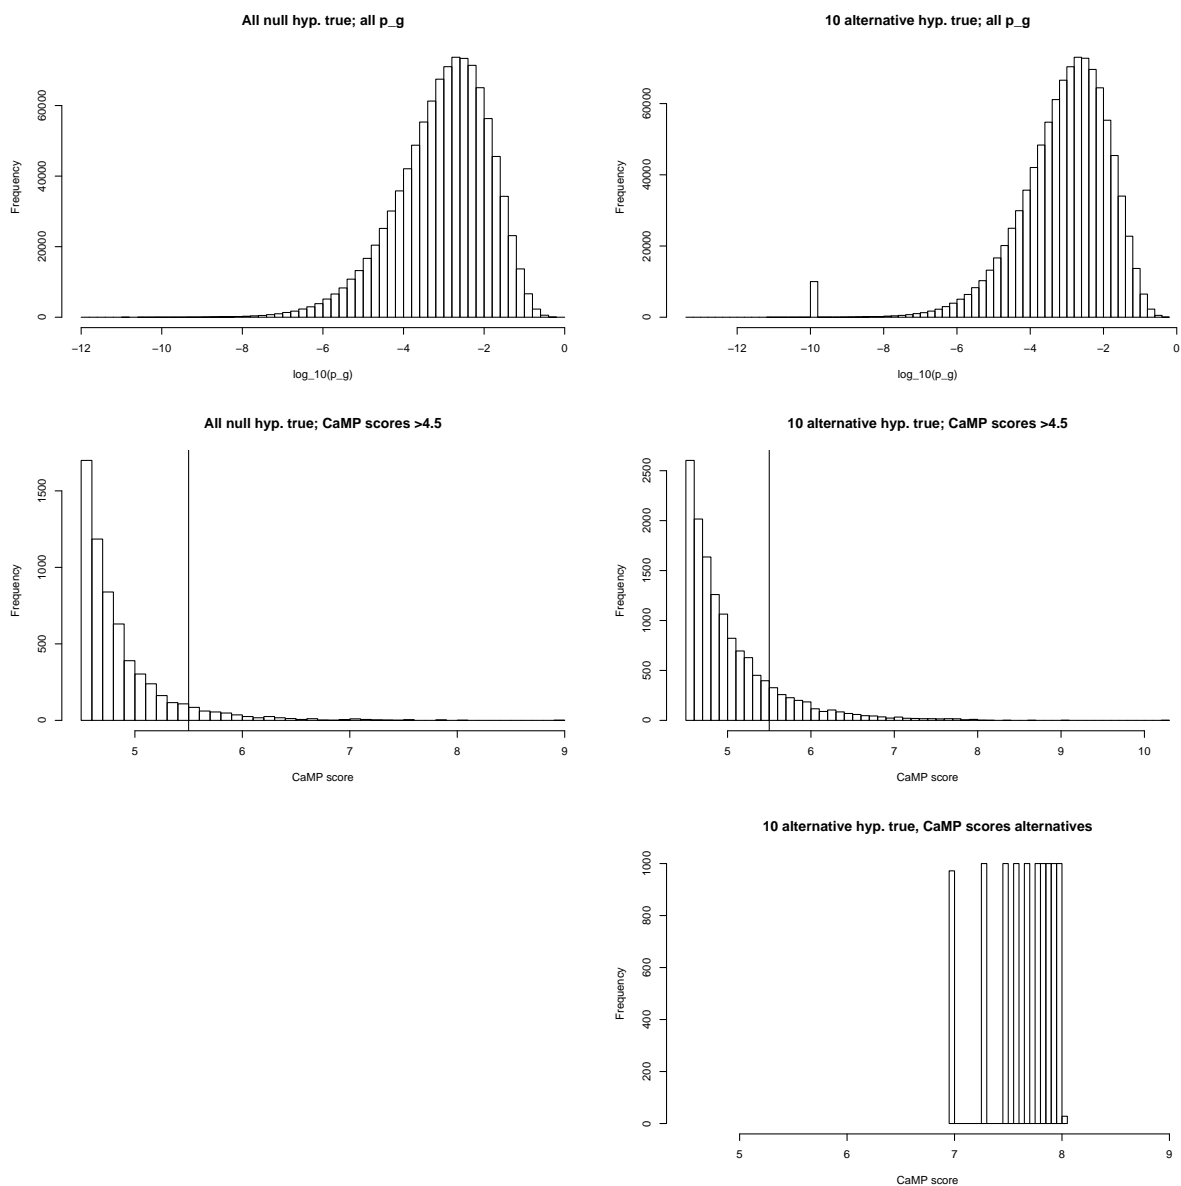 All null hyp. true; all p_g
Frequency
0 20000 40000 60000
−12 −10 −8 −6 −4 −2 0
log_10(p_g)
10 alternative hyp. true; all p_g
Frequency
0 20000 40000 60000
−12 −10 −8 −6 −4 −2 0
log_10(p_g)
All null hyp. true; CaMP scores >4.5
Frequency
0 500 1000 1500
5 6 7 8 9
CaMP score
10 alternative hyp. true; CaMP scores >4.5
Frequency
0 500 1000 1500 2000 2500
5 6 7 8 9 10
CaMP score
10 alternative hyp. true, CaMP scores alternatives
Frequency
0 200 400 600 800 1000
5 6 7 8 9
CaMP score